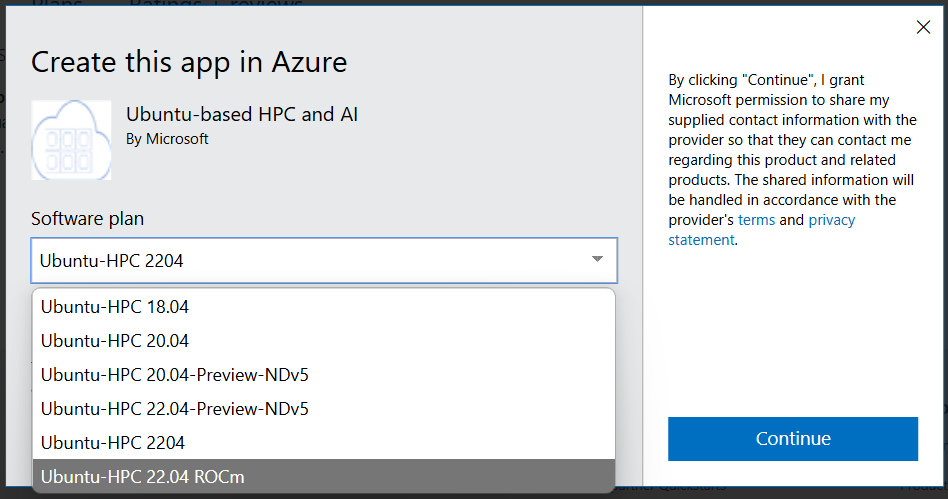 Plans Ratings + reviews
Create this app in Azure
Ubuntu-based HPC and AI
By Microsoft
Software plan
Ubuntu-HPC 2204
Ubuntu-HPC 18.04
Ubuntu-HPC 20.04
Ubuntu-HPC 20.04-Preview-NDv5
Ubuntu-HPC 22.04-Preview-NDv5
Ubuntu-HPC 2204
Ubuntu-HPC 22.04 ROCm
By clicking "Continue", I grant
Microsoft permission to share my
supplied contact information with the
provider so that they can contact me
regarding this product and related
products. The shared information will
be handled in accordance with the
provider's terms and privacy
statement.
Continue